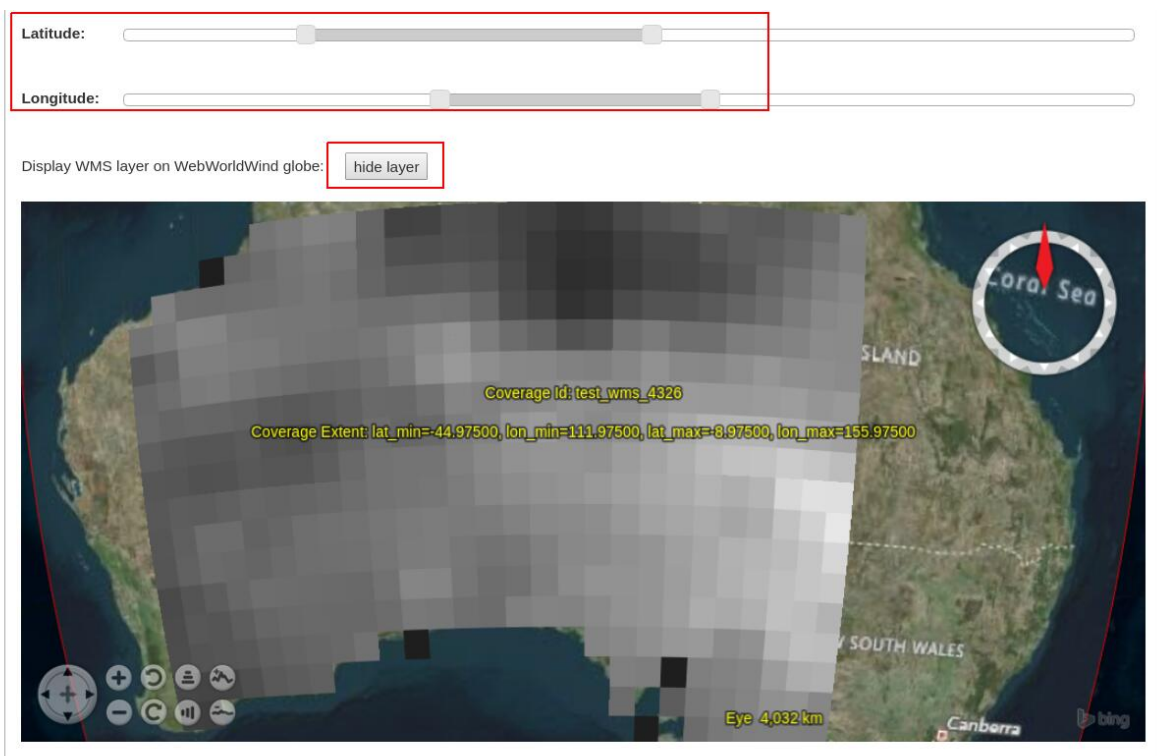 Latitude:
Longitude:
Display WMS layer on WebWorldWind globe: hide layer
Coral Sea
SLAND
Coverage Id: test_wms_4326
Coverage Extent: lat_min=-44.97500, lon_min=111.97500, lat_max=-8.97500, lon_max=155.97500
SOUTH WALES
Eye 4,032 km
Canberra
bing